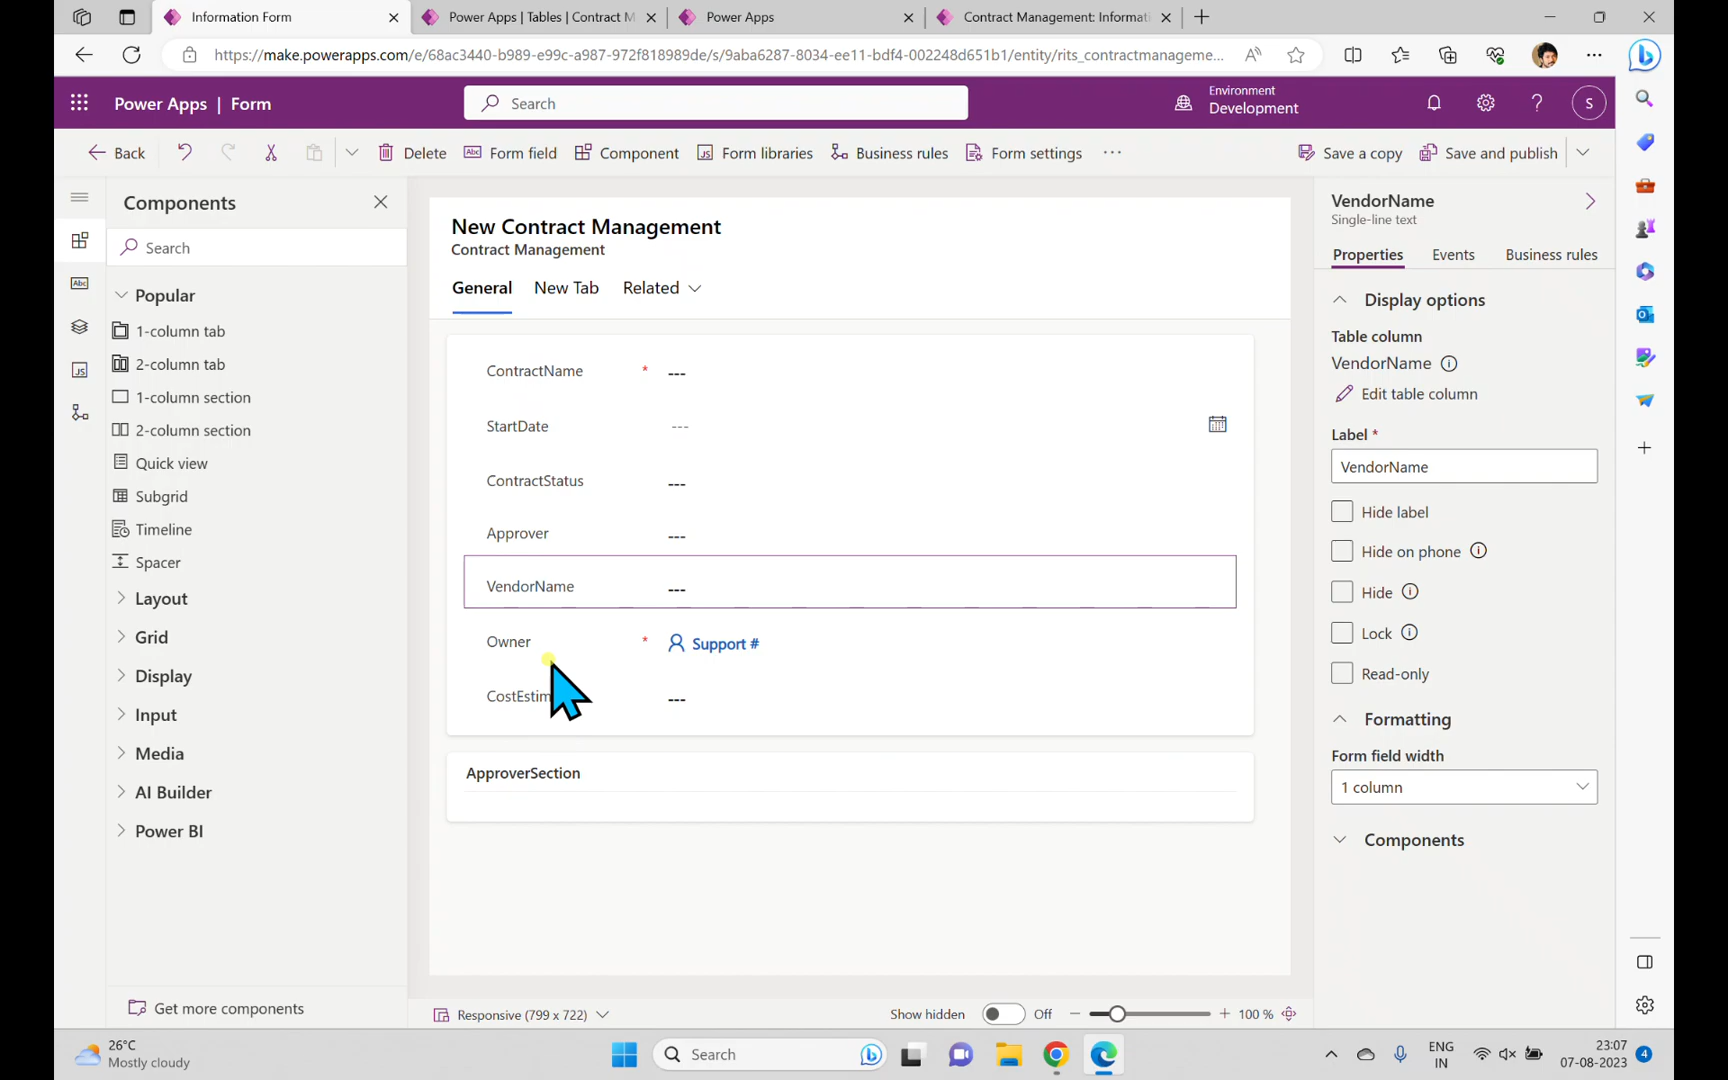 Information Form
Power Apps | Tables | Contract M
Power Apps
Contract Management: Informati
https://make.powerapps.com/e/68ac3440-b989-e99c-a987-972f818989de/s/9aba6287-8034-ee11-bdf4-002248d651b1/entity/rits_contractmanageme...
Power Apps | Form
Search
Environment
Development
S
Back
Delete
Abc
Form field
Component
JS
Form libraries
Business rules
Form settings
Save a copy
Save and publish
Components
Search
Popular
1-column tab
2-column tab
1-column section
2-column section
Quick view
Subgrid
Timeline
Spacer
Layout
Grid
Display
Input
Media
AI Builder
Power BI
Get more components
Abc
JS
New Contract Management
Contract Management
General
New Tab
Related
ContractName * ---
StartDate ---
ContractStatus ---
Approver ---
VendorName ---
Owner * Support #
CostEstim ---
ApproverSection
Responsive (799 x 722)
Show hidden
Off
100 %
VendorName
Single-line text
Properties
Events
Business rules
Display options
Table column
VendorName
Edit table column
Label *
VendorName
Hide label
Hide on phone
Hide
Lock
Read-only
Formatting
Form field width
1 column
Components
26°C
Mostly cloudy
Search
ENG
IN
23:07
07-08-2023
4